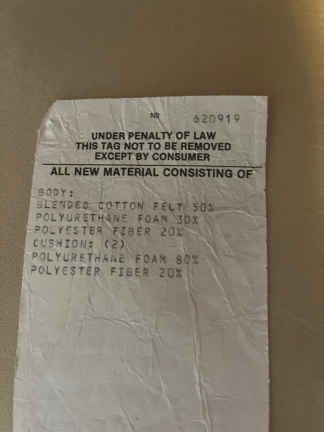 No 620919
UNDER PENALTY OF LAW
THIS TAG NOT TO BE REMOVED
EXCEPT BY CONSUMER
ALL NEW MATERIAL CONSISTING OF
BODY:
BLENDED COTTON FELT 50%
POLYURETHANE FOAM 30%
POLYESTER FIBER 20%
CUSHION: (2)
POLYURETHANE FOAM 80%
POLYESTER FIBER 20%